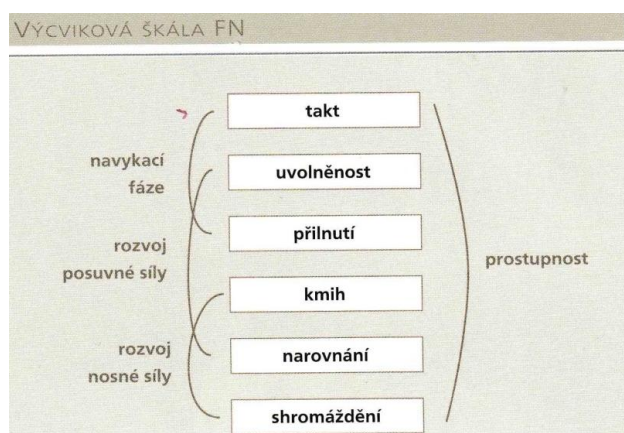 VÝCVIKOVÁ ŠKÁLA FN
takt
navykací
fáze
uvolněnost
přilnutí
rozvoj
posuvné síly
prostupnost
kmih
rozvoj
nosné síly
narovnání
shromáždění